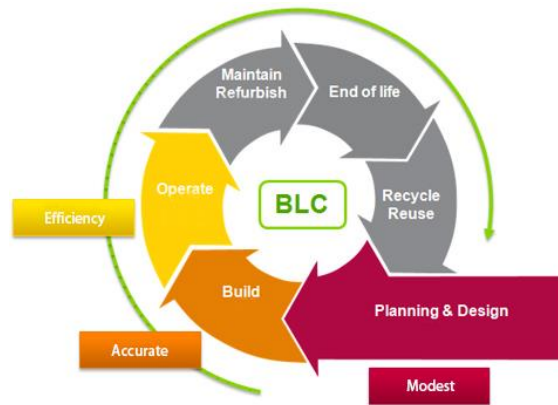 Maintain
Refurbish
End of life
Operate
BLC
Recycle
Reuse
Efficiency
Build
Planning & Design
Accurate
Modest